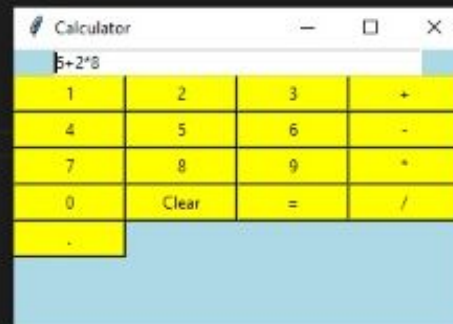 Calculator
5+2*8
1 2 3 +
4 5 6 -
7 8 9 *
0 Clear = /
.